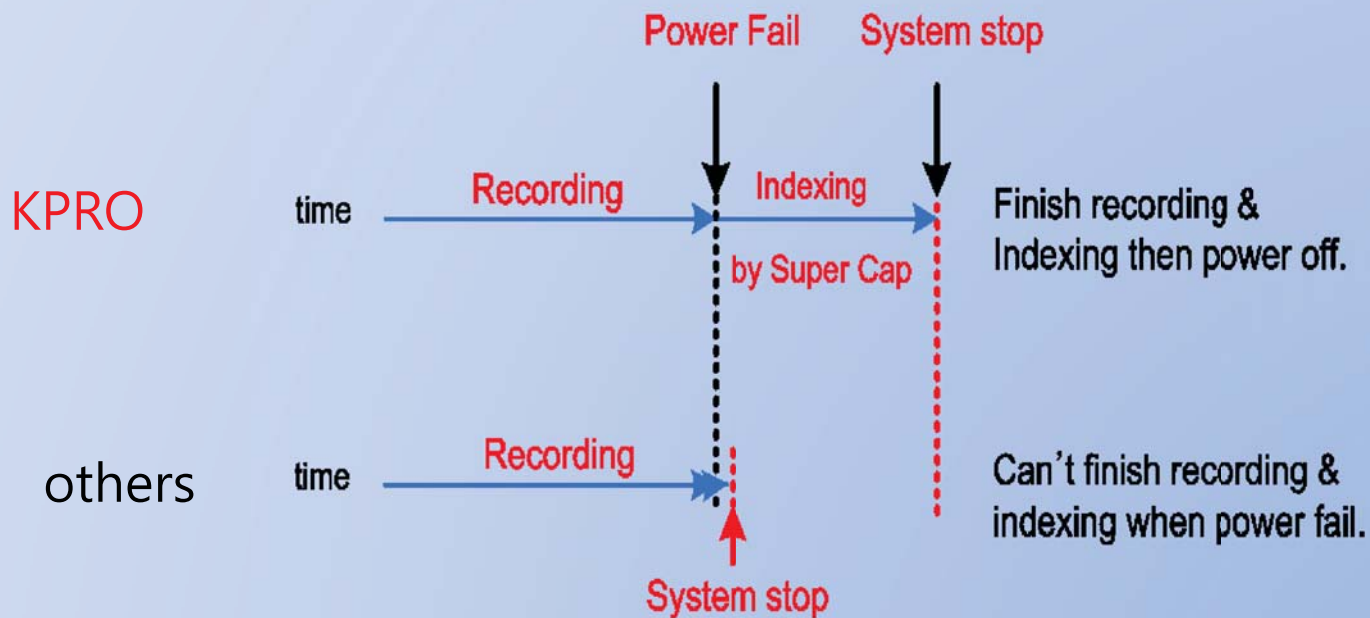 Power Fail
System stop
KPRO
time
Recording
Indexing
by Super Cap
Finish recording &
Indexing then power off.
others
time
Recording
System stop
Can't finish recording &
indexing when power fail.